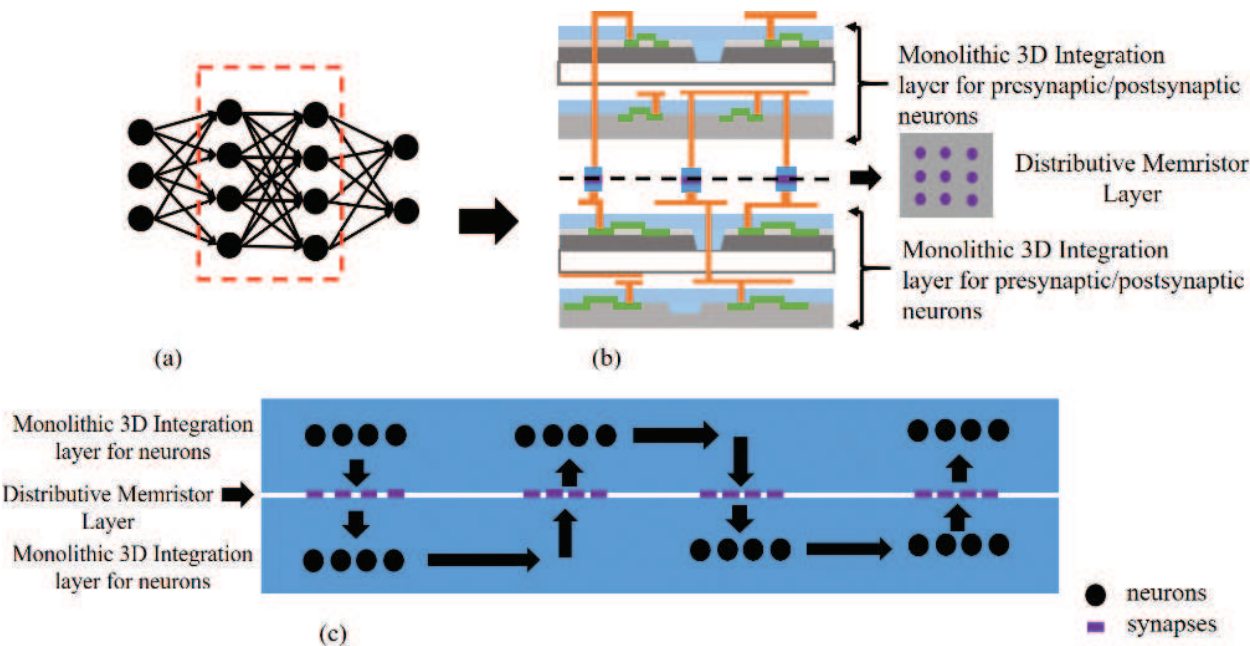 Monolithic 3D Integration
layer for presynaptic/postsynaptic
neurons
Distributive Memristor
Layer
Monolithic 3D Integration
layer for presynaptic/postsynaptic
neurons
(a)
(b)
Monolithic 3D Integration
layer for neurons
Distributive Memristor
Layer
Monolithic 3D Integration
layer for neurons
neurons
synapses
(c)